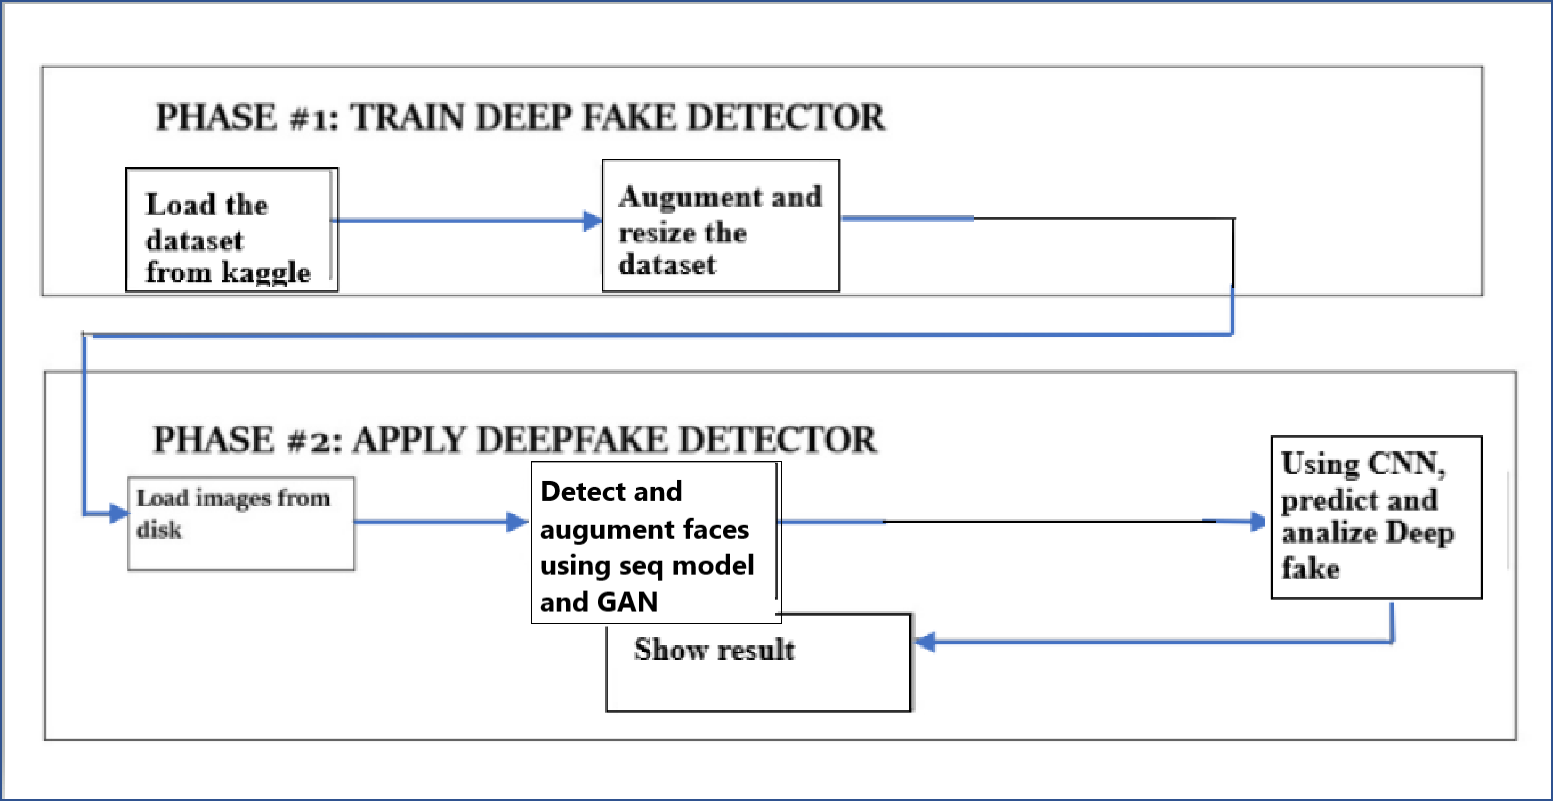 PHASE #1: TRAIN DEEP FAKE DETECTOR
Load the
dataset
from kaggle
Augument and
resize the
dataset
PHASE #2: APPLY DEEPFAKE DETECTOR
Load images from
disk
Detect and
augument faces
using seq model
and GAN
Using CNN,
predict and
analize Deep
fake
Show result